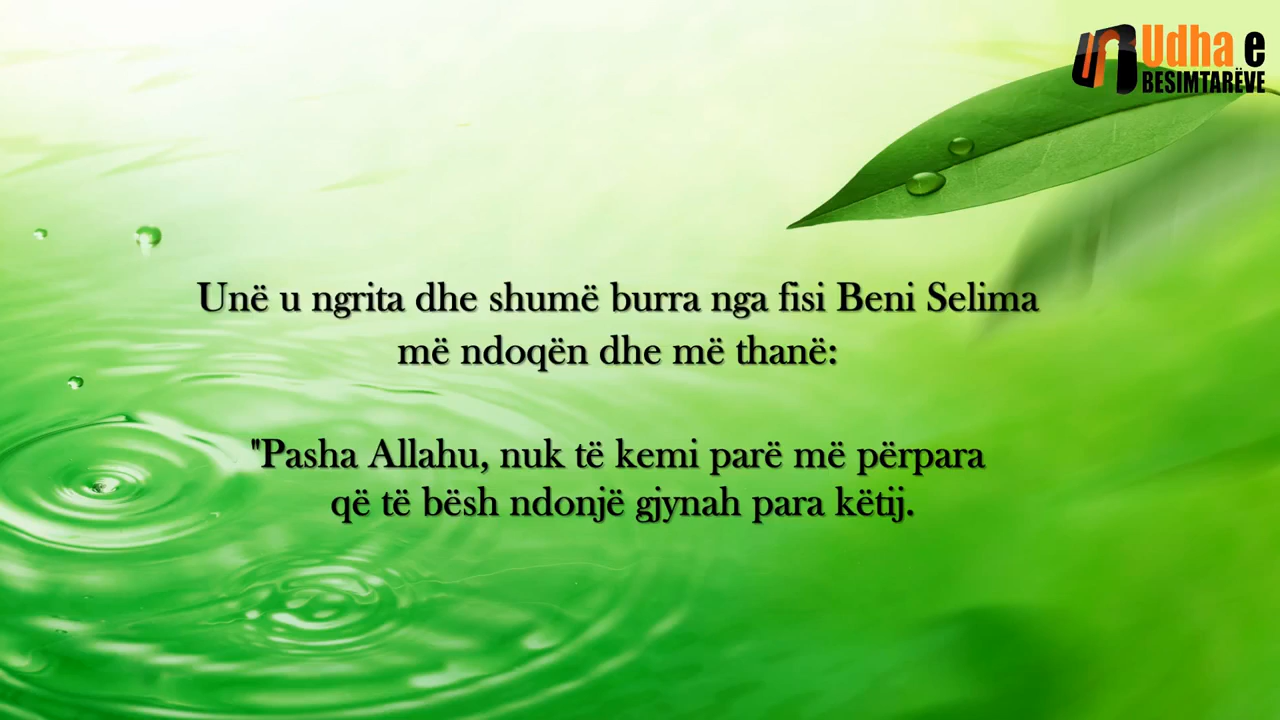 Udha e
BESIMTARËVE
Unë u ngrita dhe shumë burra nga fisi Beni Selima
më ndoqën dhe më thanë:
"Pasha Allahu, nuk të kemi parë më përpara
që të bësh ndonjë gjynah para këtij.